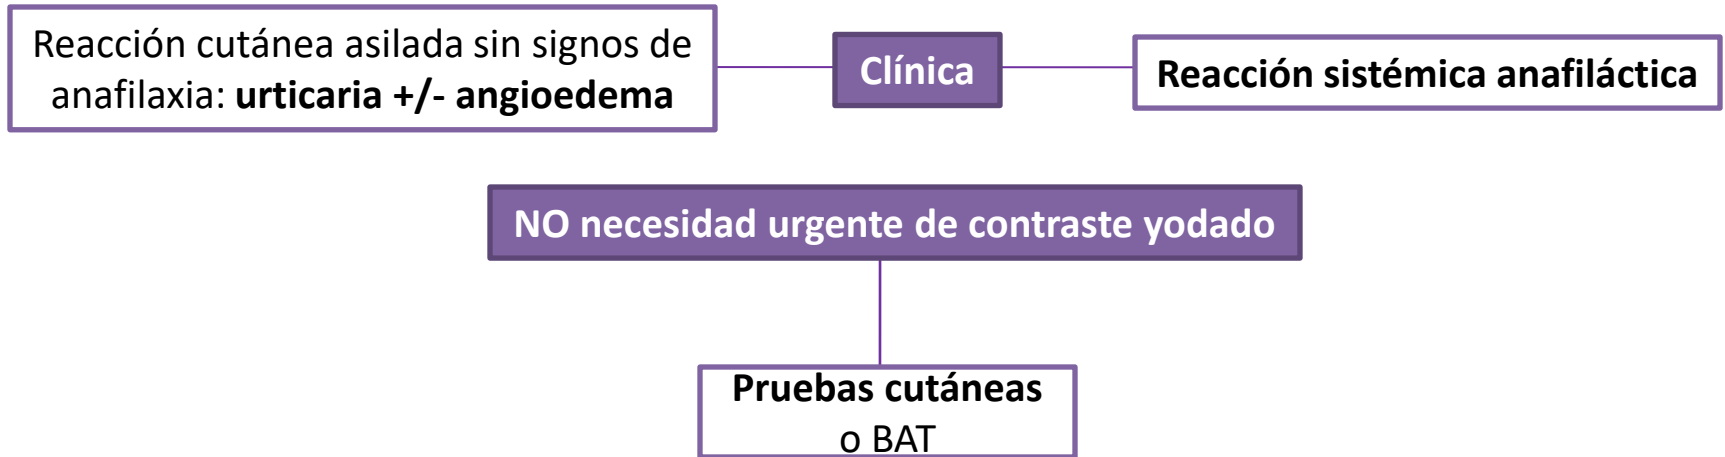 Reacción cutánea asilada sin signos de
anafilaxia: urticaria +/- angioedema
Clínica
Reacción sistémica anafiláctica
NO necesidad urgente de contraste yodado
Pruebas cutáneas
o BAT